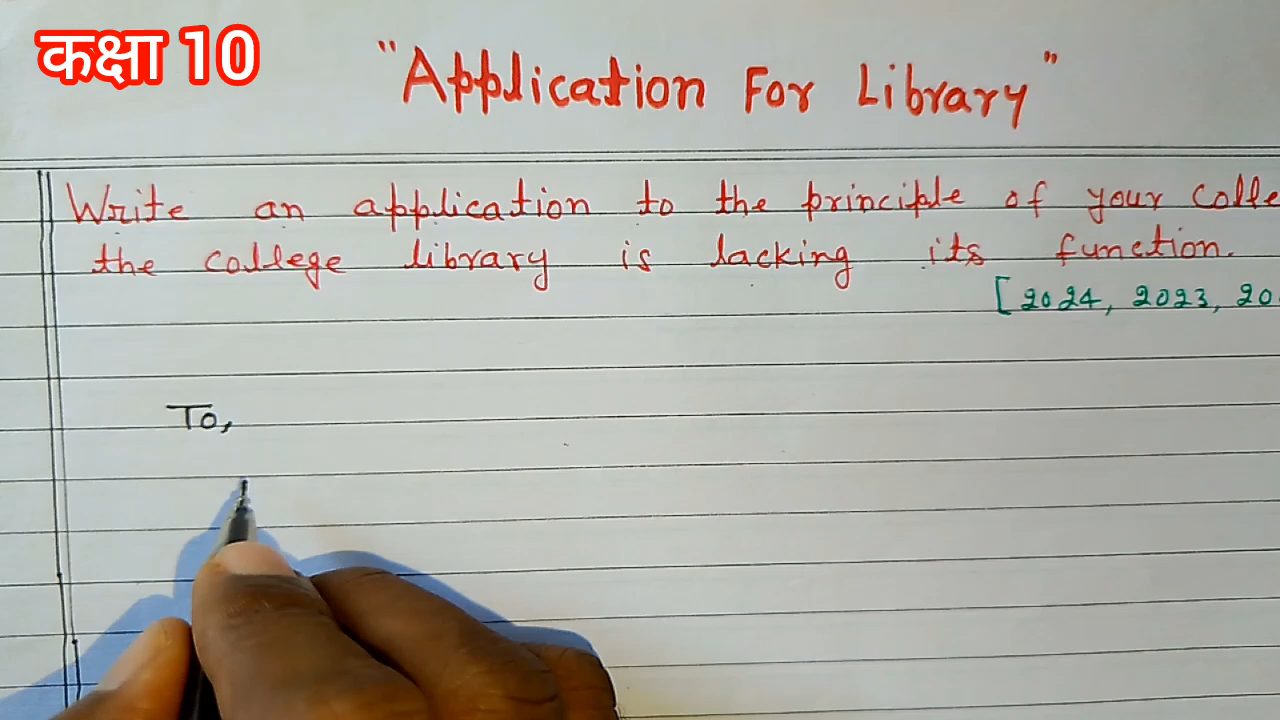 कक्षा 10
"Application For Library"
Write an application to the principle of your Colle
the college library is lacking its function.
[2024, 2023, 20
To,